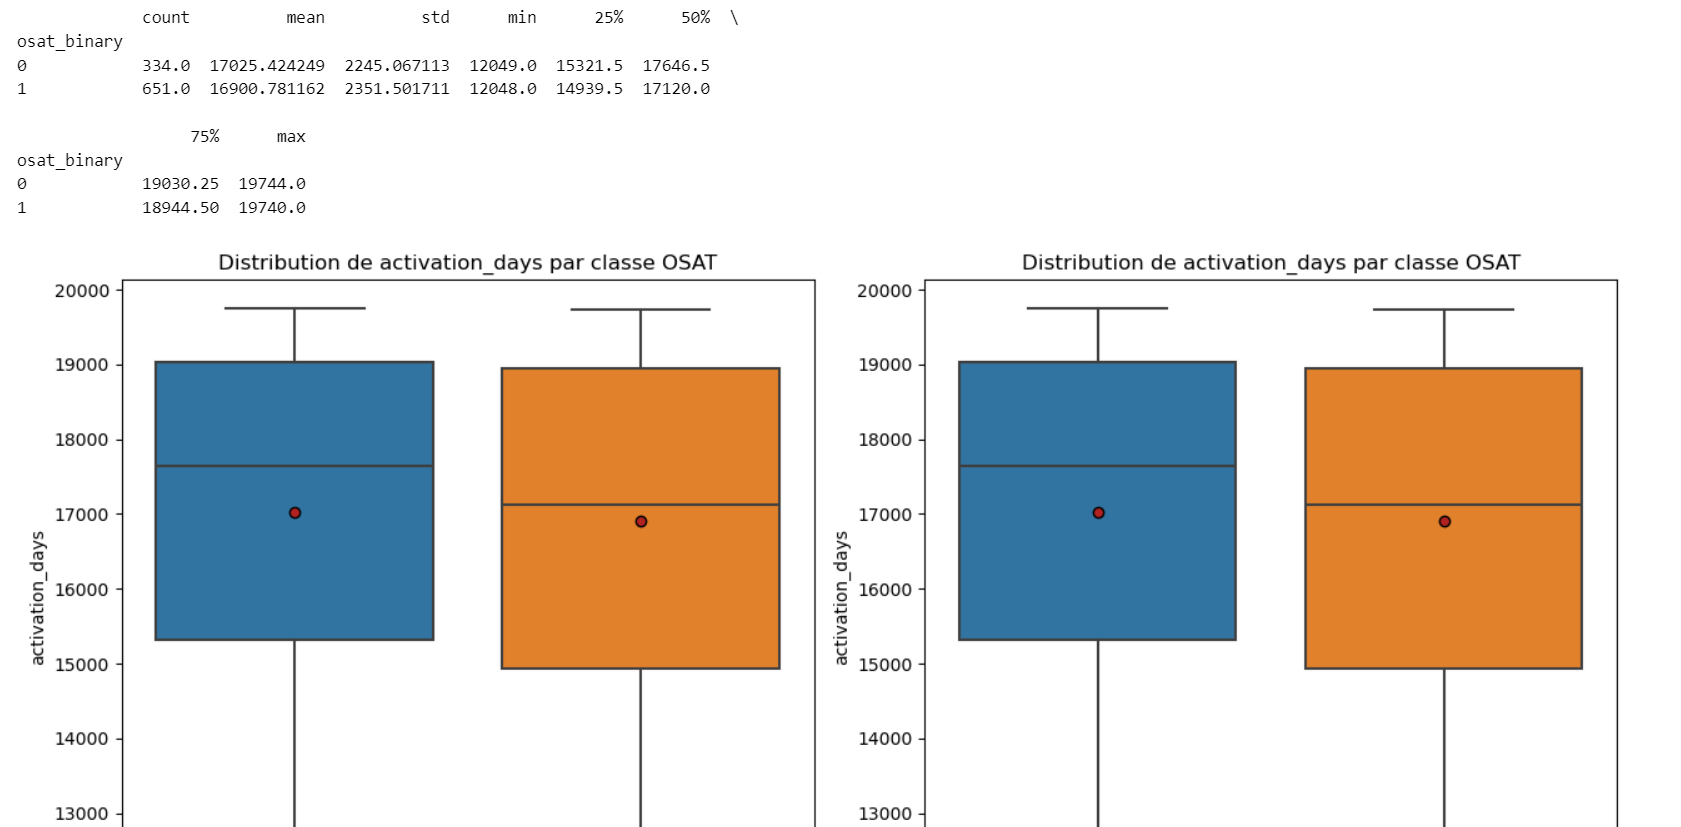 count mean std min 25% 50% \
osat_binary
0 334.0 17025.424249 2245.067113 12049.0 15321.5 17646.5
1 651.0 16900.781162 2351.501711 12048.0 14939.5 17120.0
75% max
osat_binary
0 19030.25 19744.0
1 18944.50 19740.0
Distribution de activation_days par classe OSAT
20000
19000
18000
17000
16000
15000
14000
13000
activation_days
Distribution de activation_days par classe OSAT
20000
19000
18000
17000
16000
15000
14000
13000
activation_days